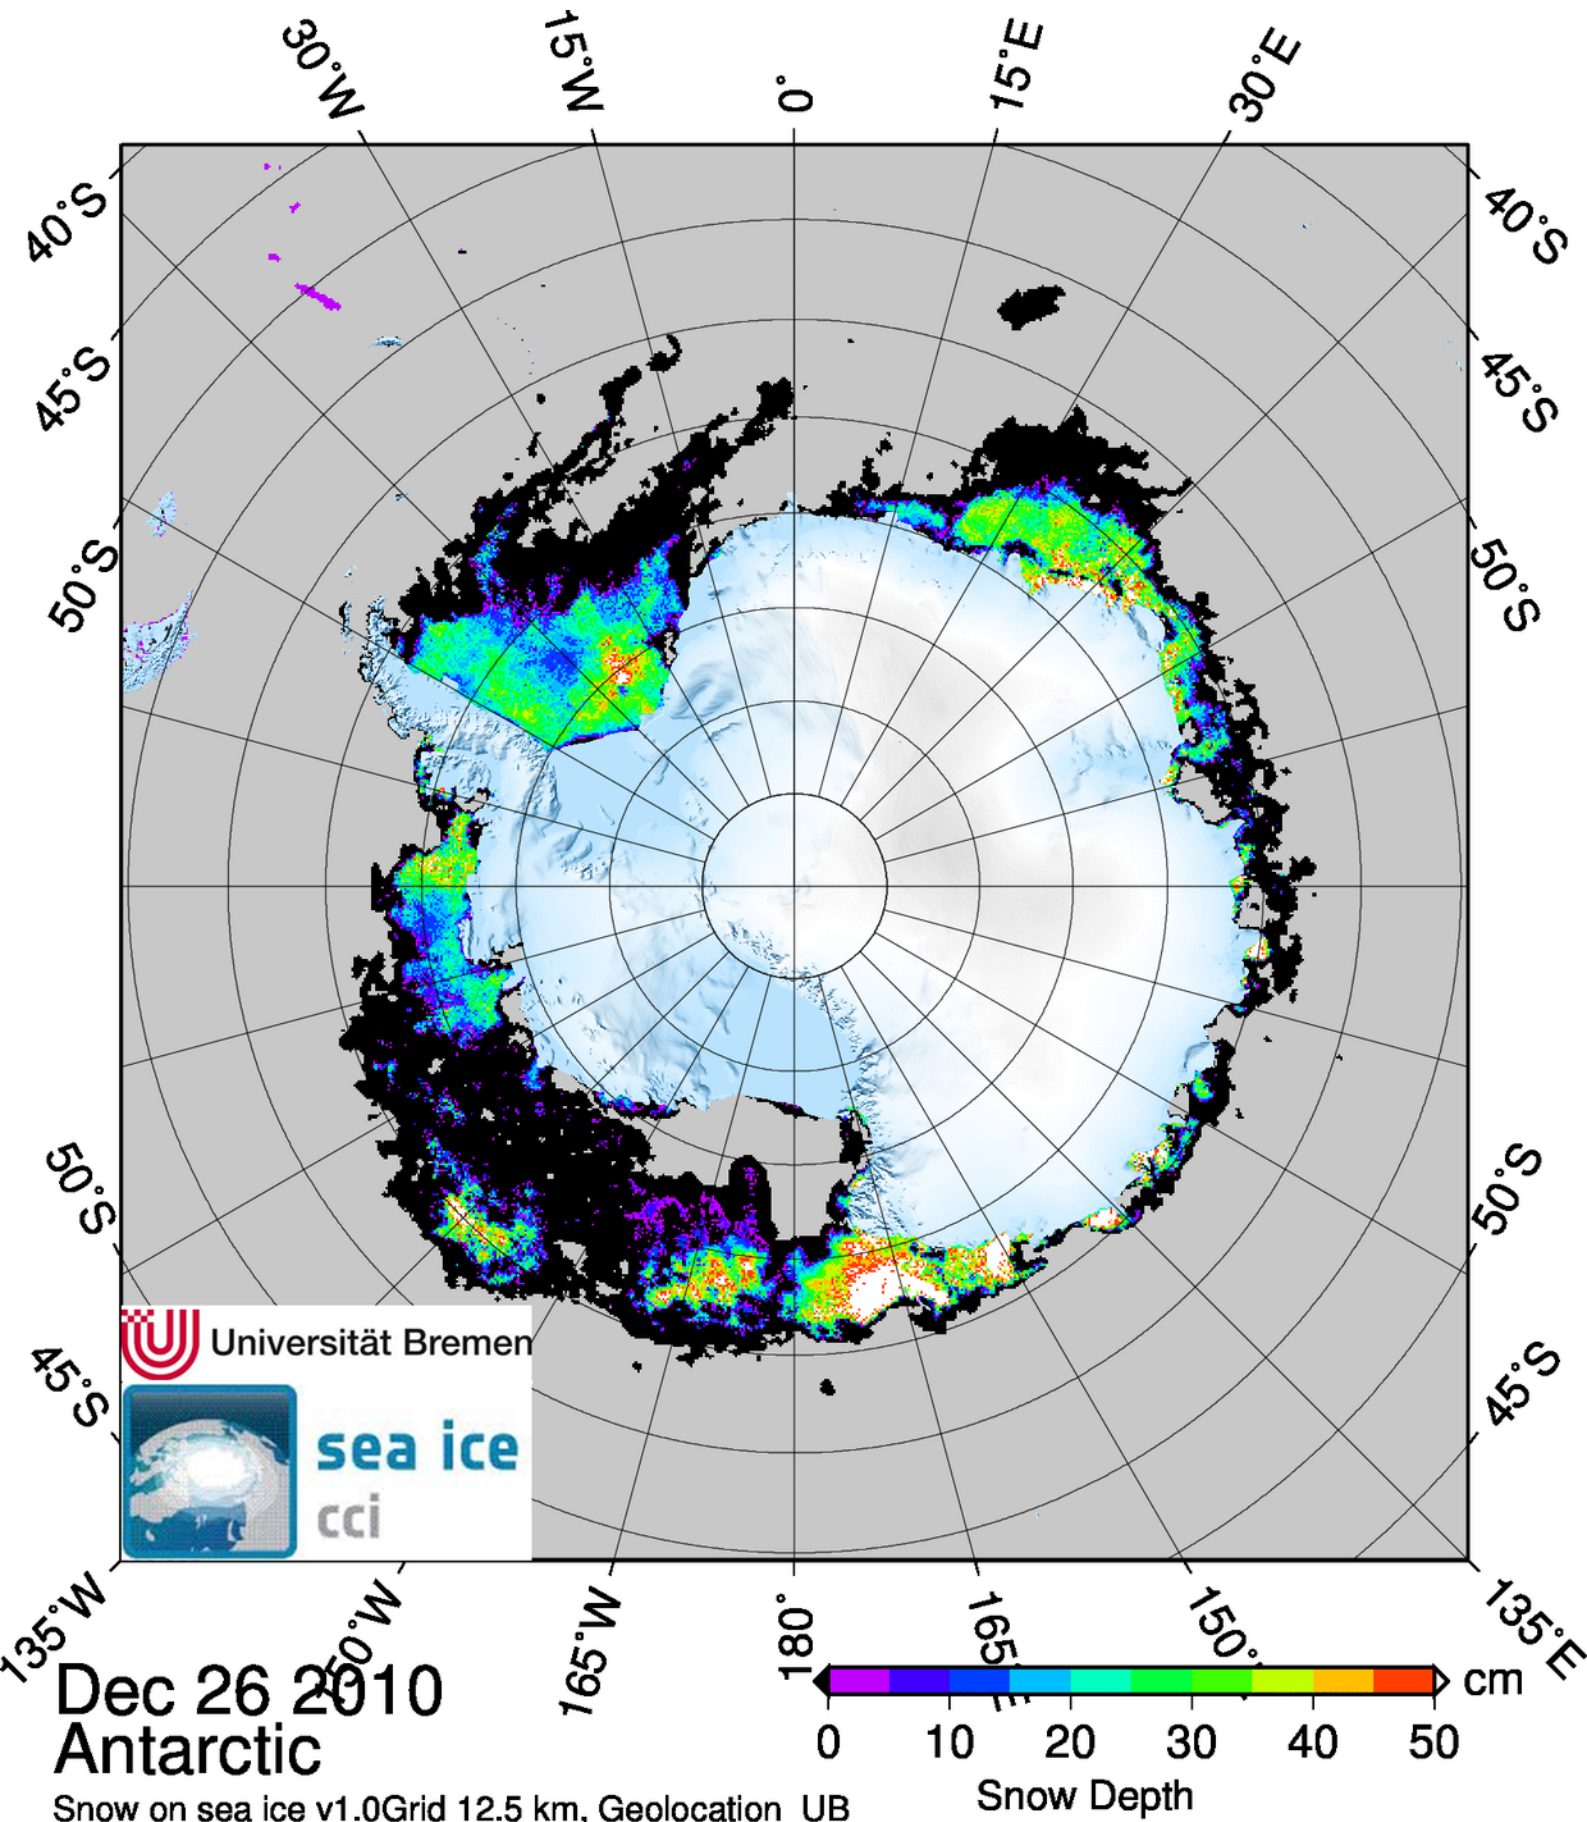 30°W 15°W 0° 15°E 30°E
40°S 40°S
45°S 45°S
50°S 50°S
50°S 50°S
45°S 45°S
Universität Bremen
sea ice
cci
135°W 150°W 165°W 180° 165°E 150° 135°E
Dec 26 2010
Antarctic
Snow on sea ice v1.0Grid 12.5 km, Geolocation UB
cm
0 10 20 30 40 50
Snow Depth